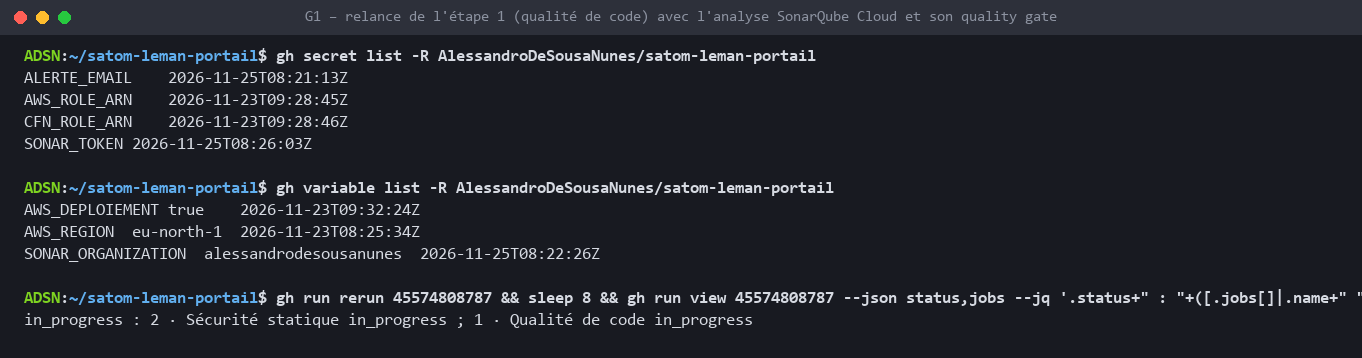 G1 – relance de l'étape 1 (qualité de code) avec l'analyse SonarQube Cloud et son quality gate
ADSN:~/satom-leman-portail$ gh secret list -R AlessandroDeSousaNunes/satom-leman-portail
ALERTE_EMAIL    2026-11-25T08:21:13Z
AWS_ROLE_ARN    2026-11-23T09:28:45Z
CFN_ROLE_ARN    2026-11-23T09:28:46Z
SONAR_TOKEN 2026-11-25T08:26:03Z
ADSN:~/satom-leman-portail$ gh variable list -R AlessandroDeSousaNunes/satom-leman-portail
AWS_DEPLOIEMENT true    2026-11-23T09:32:24Z
AWS_REGION  eu-north-1  2026-11-23T08:25:34Z
SONAR_ORGANIZATION  alessandrodesousanunes  2026-11-25T08:22:26Z
ADSN:~/satom-leman-portail$ gh run rerun 45574808787 && sleep 8 && gh run view 45574808787 --json status,jobs --jq '.status+" : "+([.jobs[]|.name+" "
in_progress : 2 · Sécurité statique in_progress ; 1 · Qualité de code in_progress